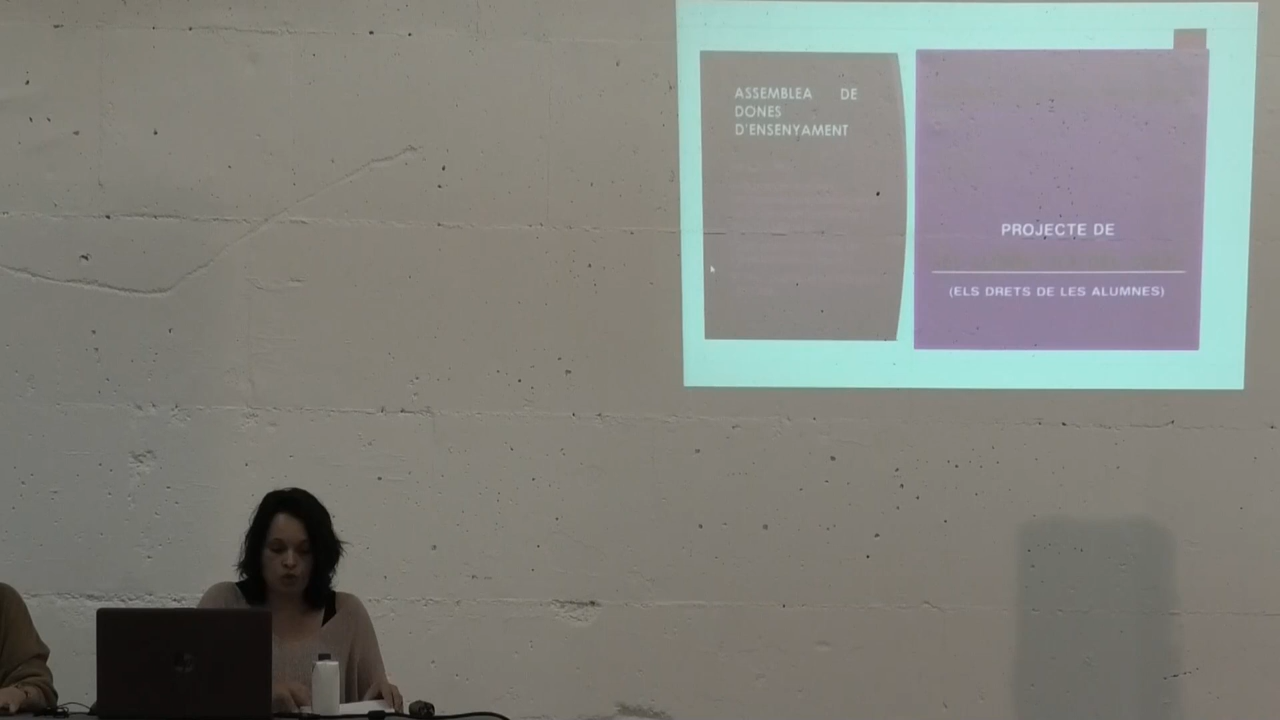 ASSEMBLEA DE
DONES
D'ENSENYAMENT
PROJECTE DE
(ELS DRETS DE LES ALUMNES)